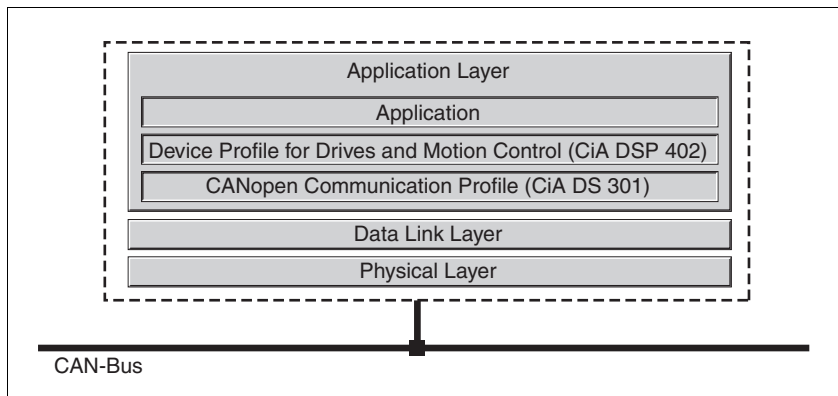 Application Layer
Application
Device Profile for Drives and Motion Control (CiA DSP 402)
CANopen Communication Profile (CiA DS 301)
Data Link Layer
Physical Layer
CAN-Bus